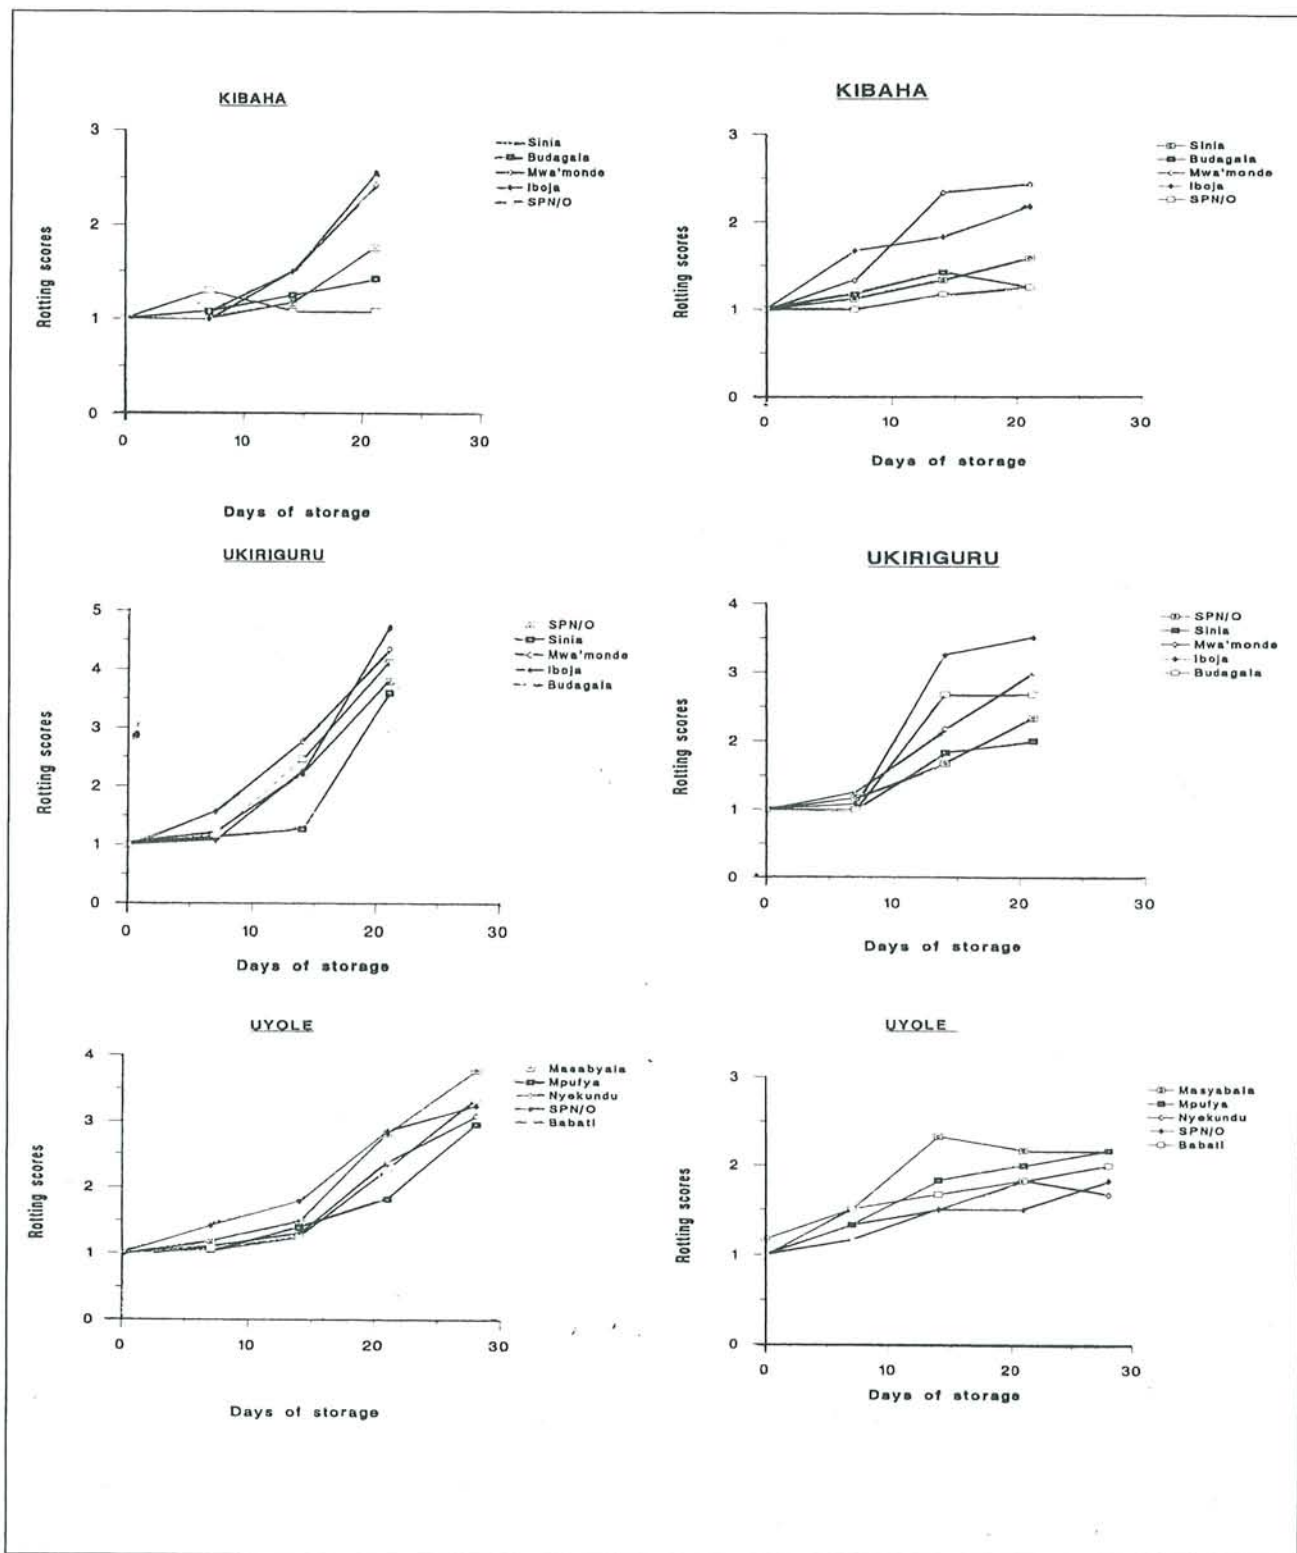 KIBAHA
3
2
1
0
Rotting scores
0
10
20
30
Days of storage
Sinia
Budagala
Mwa'monde
Iboja
SPN/O
KIBAHA
3
2
1
0
Rotting scores
0
10
20
30
Days of storage
Sinia
Budagala
Mwa'monde
Iboja
SPN/O
UKIRIGURU
5
4
3
2
1
0
Rotting scores
0
10
20
30
Days of storage
SPN/O
Sinia
Mwa'monde
Iboja
Budagala
UKIRIGURU
4
3
2
1
0
Rotting scores
0
10
20
30
Days of storage
SPN/O
Sinia
Mwa'monde
Iboja
Budagala
UYOLE
4
3
2
1
0
Rotting scores
0
10
20
30
Days of storage
Masabyala
Mpufya
Nyekundu
SPN/O
Babati
UYOLE
3
2
1
0
Rotting scores
0
10
20
30
Days of storage
Masyabala
Mpufya
Nyekundu
SPN/O
Babati